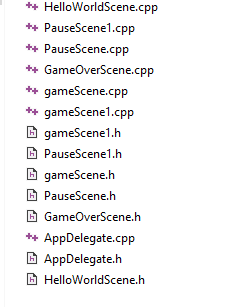 HelloWorldScene.cpp
PauseScene1.cpp
PauseScene.cpp
GameOverScene.cpp
gameScene.cpp
gameScene1.cpp
gameScene1.h
PauseScene1.h
gameScene.h
PauseScene.h
GameOverScene.h
AppDelegate.cpp
AppDelegate.h
HelloWorldScene.h